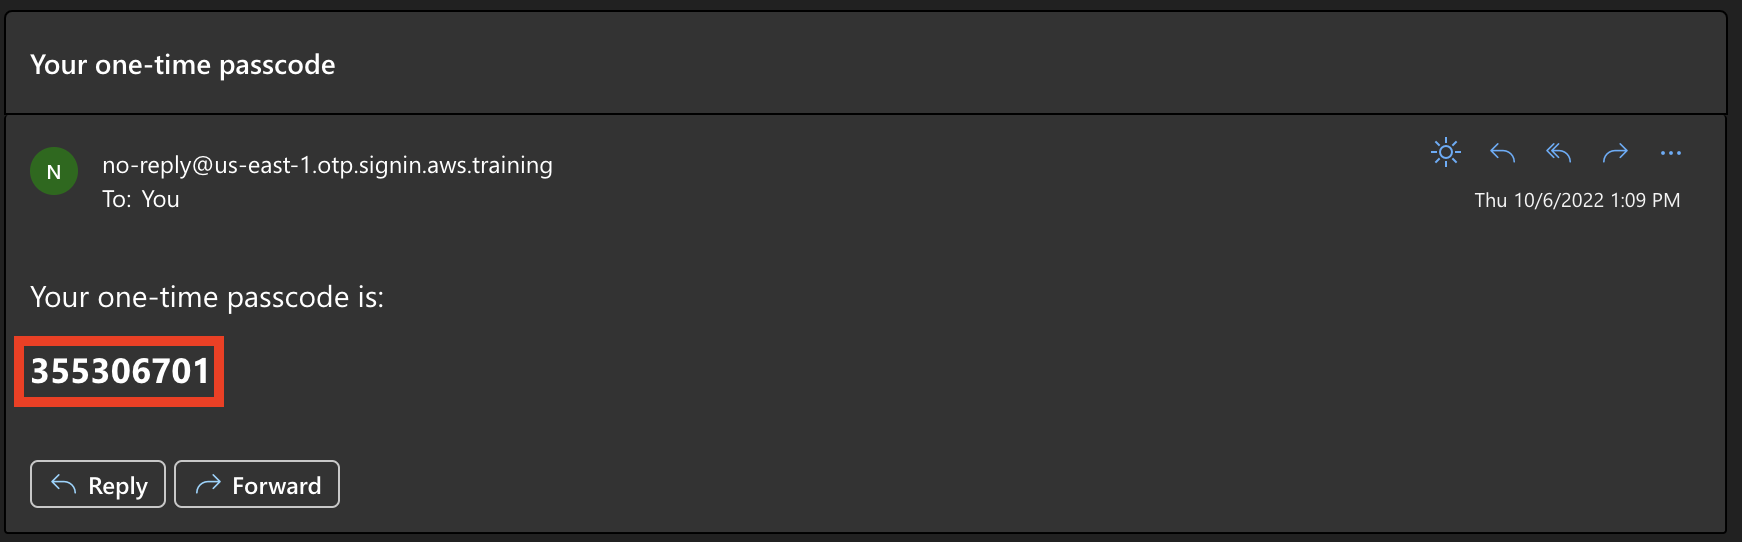 Your one-time passcode
N
no-reply@us-east-1.otp.signin.aws.training
To: You
Thu 10/6/2022 1:09 PM
Your one-time passcode is:
355306701
Reply
Forward